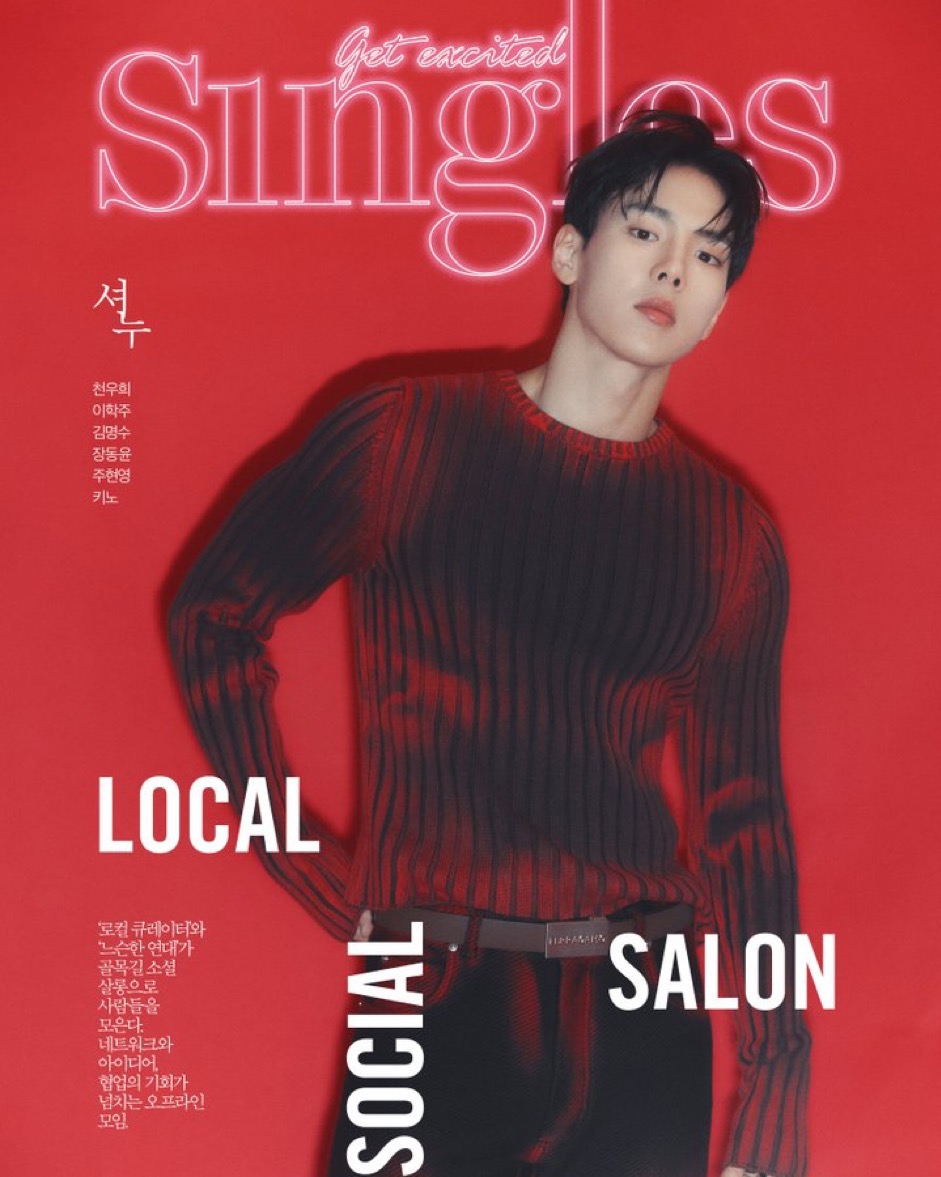 Get excited
Singles
셔누
천우희
이학주
김명수
장동윤
주현영
키노
LOCAL
SOCIAL
SALON
'로컬 큐레이터'와
'느슨한 연대'가
골목길 소셜
살롱으로
사람들을
모은다.
네트워크와
아이디어,
협업의 기회가
넘치는 오프라인
모임.
FERRAGAMO